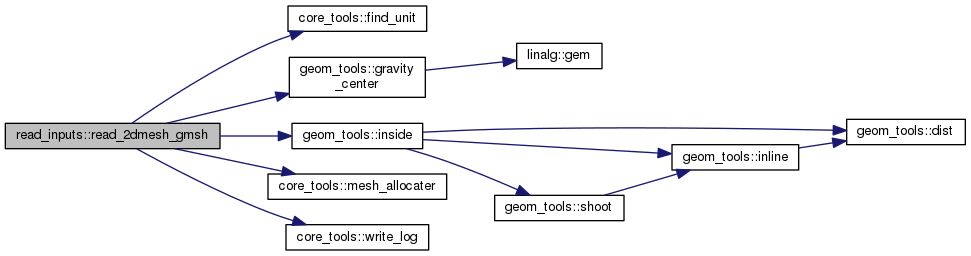 read_inputs::read_2dmesh_gmsh
core_tools::find_unit
geom_tools::gravity
_center
linalg::gem
geom_tools::inside
geom_tools::dist
geom_tools::inline
geom_tools::shoot
core_tools::mesh_allocater
core_tools::write_log